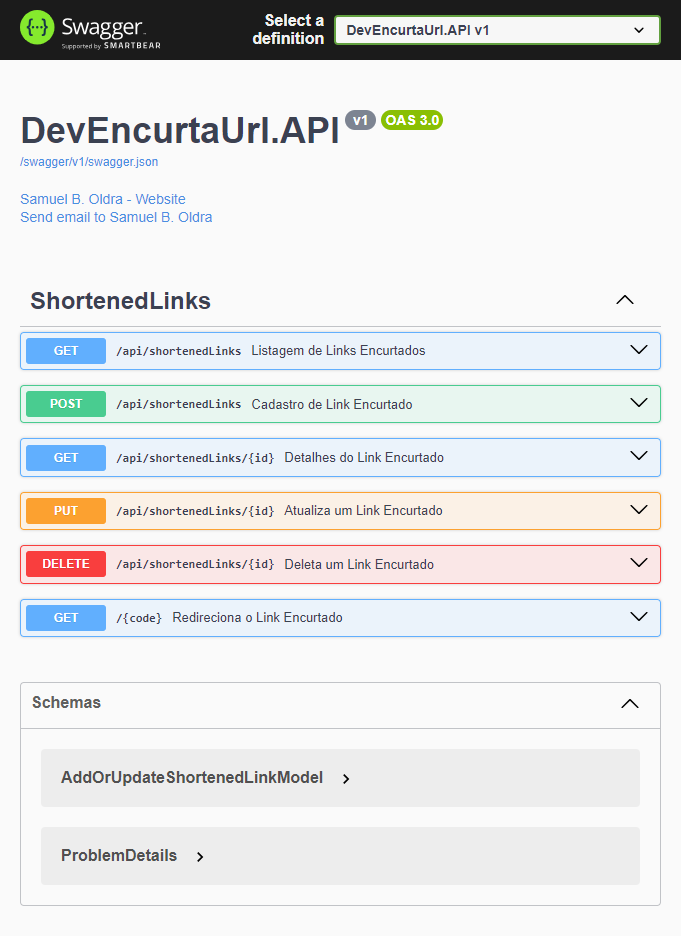 Swagger
Supported by SMARTBEAR
Select a definition
DevEncurtaUrl.API v1
DevEncurtaUrl.API v1 OAS 3.0
/swagger/v1/swagger.json
Samuel B. Oldra - Website
Send email to Samuel B. Oldra
ShortenedLinks
GET /api/shortenedLinks Listagem de Links Encurtados
POST /api/shortenedLinks Cadastro de Link Encurtado
GET /api/shortenedLinks/{id} Detalhes do Link Encurtado
PUT /api/shortenedLinks/{id} Atualiza um Link Encurtado
DELETE /api/shortenedLinks/{id} Deleta um Link Encurtado
GET /{code} Redireciona o Link Encurtado
Schemas
AddOrUpdateShortenedLinkModel
ProblemDetails